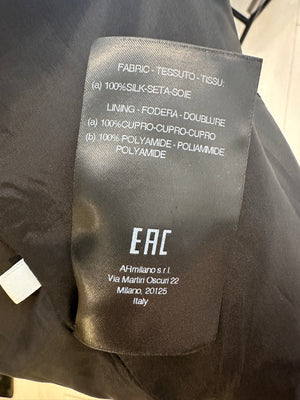 FABRIC - TESSUTO - TISSU:
(a) 100%SILK-SETA-SOIE
LINING - FODERA - DOUBLURE
(a) 100%CUPRO-CUPRO-CUPRO
(b) 100% POLYAMIDE - POLIAMMIDE
POLYAMIDE
EAC
ARmilano s.r.l.
Via Martiri Oscuri 22
Milano, 20125
Italy